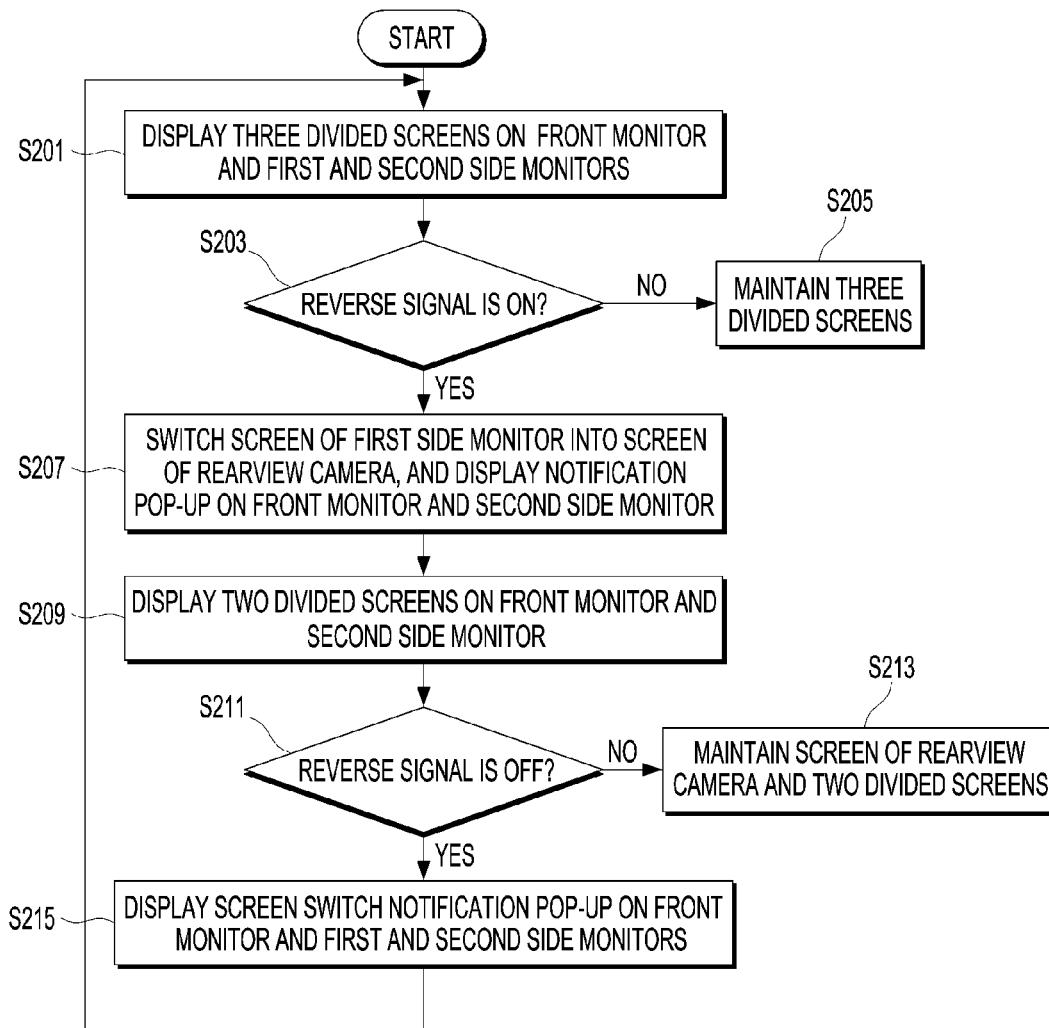 START
S201
DISPLAY THREE DIVIDED SCREENS ON FRONT MONITOR
AND FIRST AND SECOND SIDE MONITORS
S203
REVERSE SIGNAL IS ON?
NO
S205
MAINTAIN THREE
DIVIDED SCREENS
YES
S207
SWITCH SCREEN OF FIRST SIDE MONITOR INTO SCREEN
OF REARVIEW CAMERA, AND DISPLAY NOTIFICATION
POP-UP ON FRONT MONITOR AND SECOND SIDE MONITOR
S209
DISPLAY TWO DIVIDED SCREENS ON FRONT MONITOR AND
SECOND SIDE MONITOR
S211
REVERSE SIGNAL IS OFF?
NO
S213
MAINTAIN SCREEN OF REARVIEW
CAMERA AND TWO DIVIDED SCREENS
YES
S215
DISPLAY SCREEN SWITCH NOTIFICATION POP-UP ON FRONT
MONITOR AND FIRST AND SECOND SIDE MONITORS